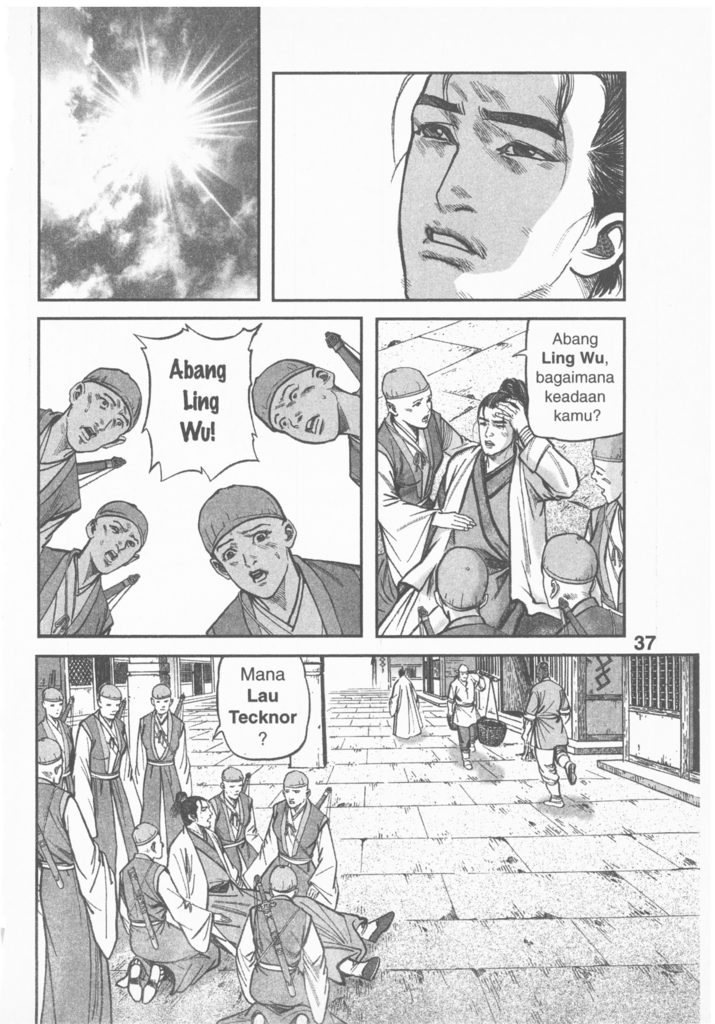 Abang
Ling
Wu!
Abang
Ling Wu,
bagaimana
keadaan
kamu?
37
Mana
Lau
Tecknor
?